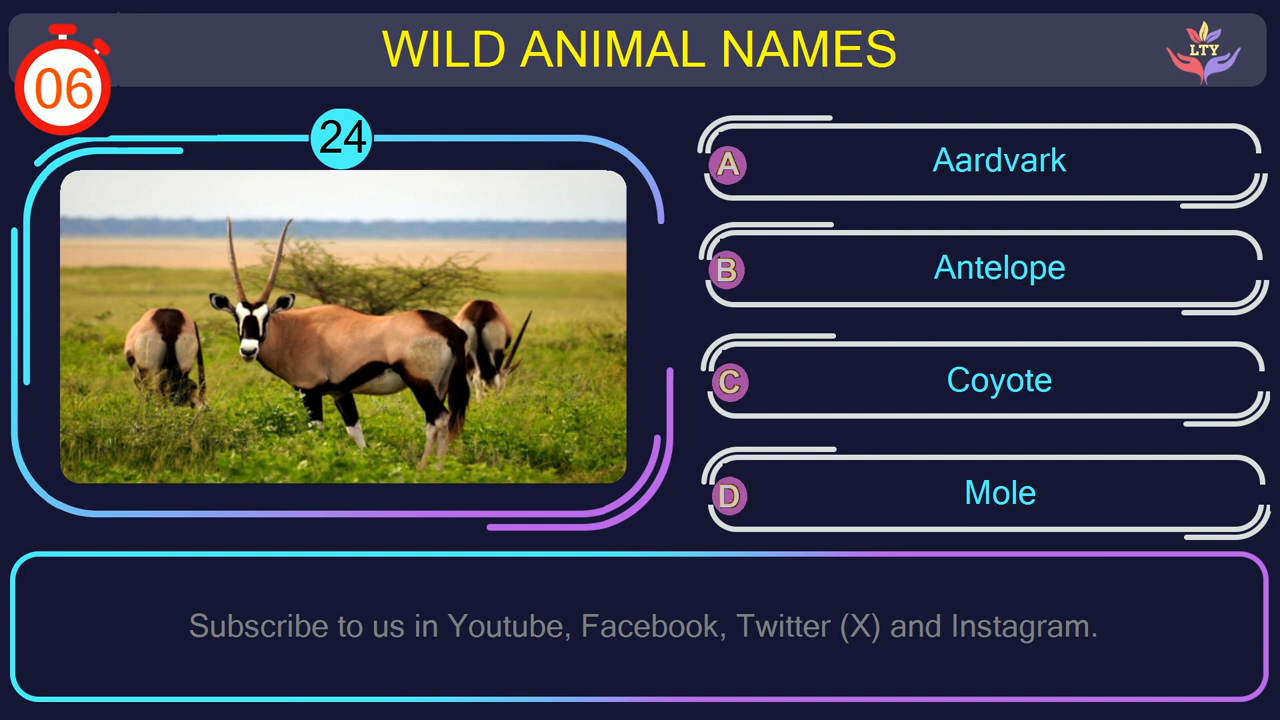 WILD ANIMAL NAMES
LTY
06
24
A
Aardvark
B
Antelope
C
Coyote
D
Mole
Subscribe to us in Youtube, Facebook, Twitter (X) and Instagram.